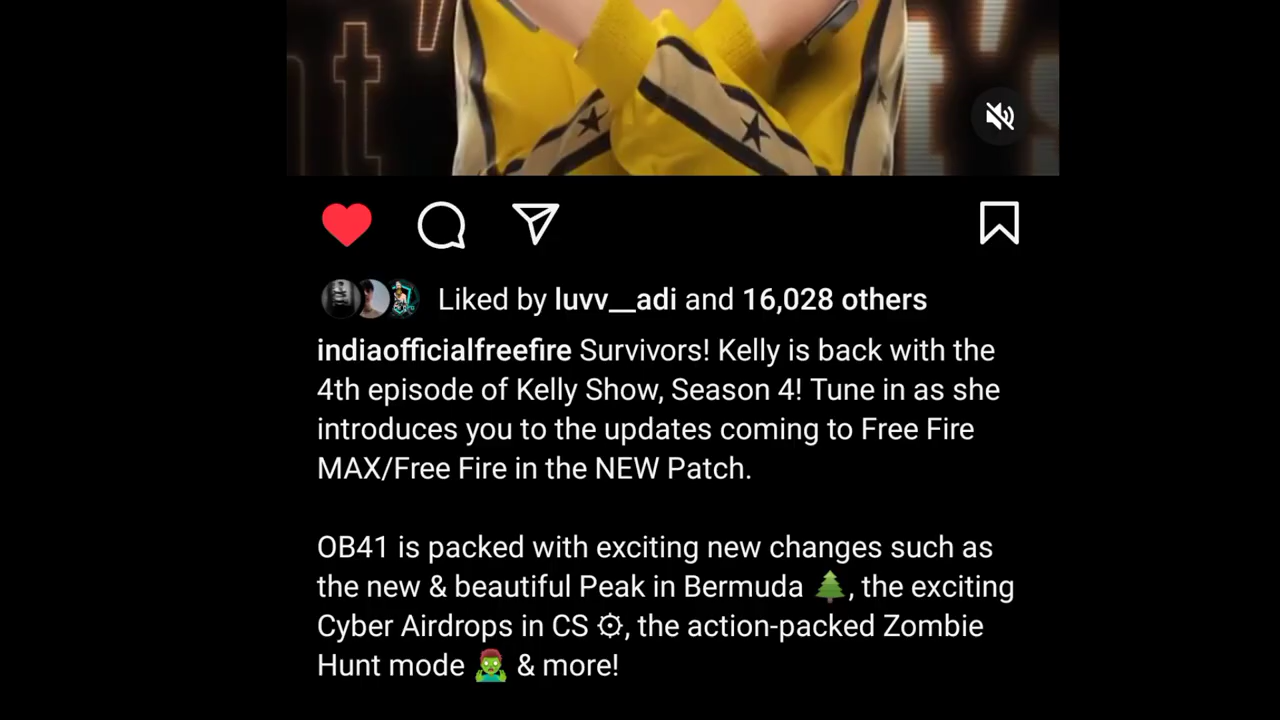 t'
t's
Liked by luvv__adi and 16,028 others
indiaofficialfreefire Survivors! Kelly is back with the
4th episode of Kelly Show, Season 4! Tune in as she
introduces you to the updates coming to Free Fire
MAX/Free Fire in the NEW Patch.
OB41 is packed with exciting new changes such as
the new & beautiful Peak in Bermuda 🌲, the exciting
Cyber Airdrops in CS ⚙, the action-packed Zombie
Hunt mode 🧟‍♂️ & more!